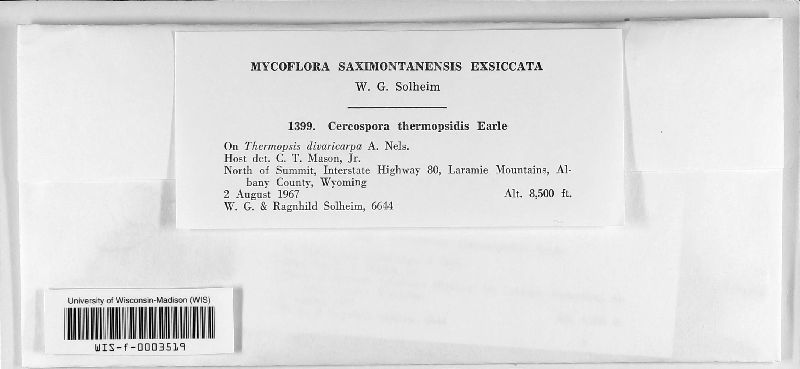 MYCOFLORA SAXIMONTANENSIS EXSICCATA
W. G. Solheim
1399. Cercospora thermopsidis Earle
On Thermopsis divaricarpa A. Nels.
Host det. C. T. Mason, Jr.
North of Summit, Interstate Highway 80, Laramie Mountains, Al-
bany County, Wyoming
2 August 1967 Alt. 8,500 ft.
W. G. & Ragnhild Solheim, 6644
University of Wisconsin-Madison (WIS)
WIS-f-0003519